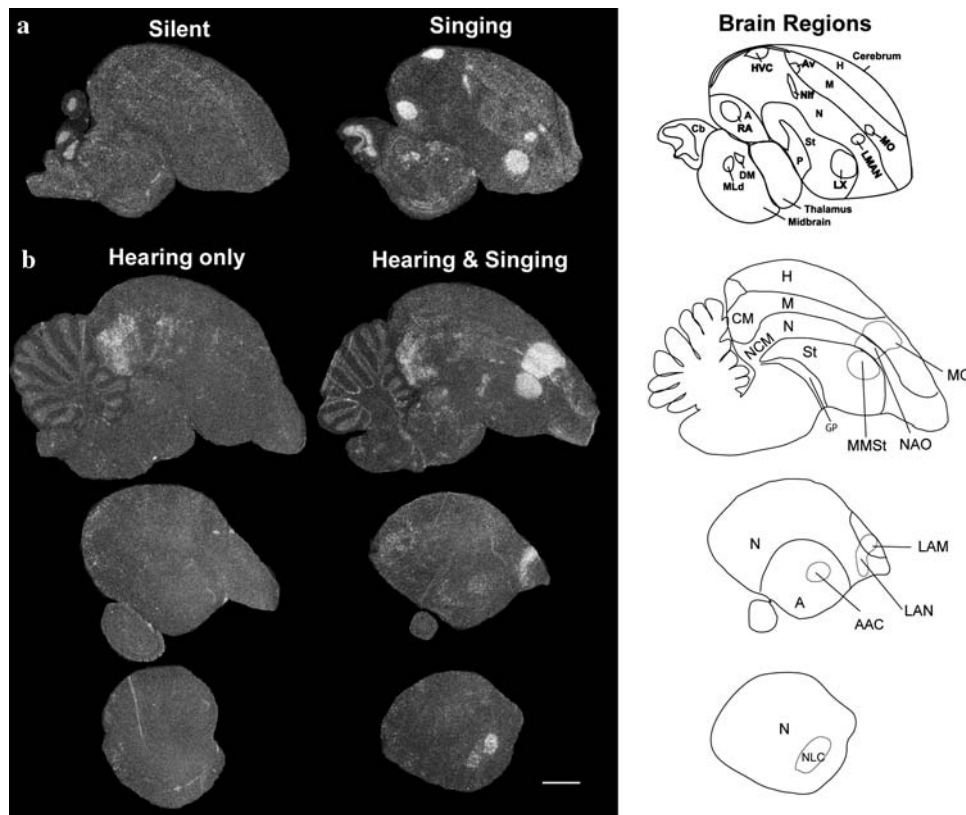 a
Silent
Singing
Brain Regions
HVC
Av
H
Cerebrum
M
NIf
N
A
RA
Cb
St
MO
LMAN
P
DM
MLd
LX
Thalamus
Midbrain
b
Hearing only
Hearing & Singing
H
M
CM
N
NCM
St
MO
GP
MMSt
NAO
N
LAM
A
LAN
AAC
N
NLC